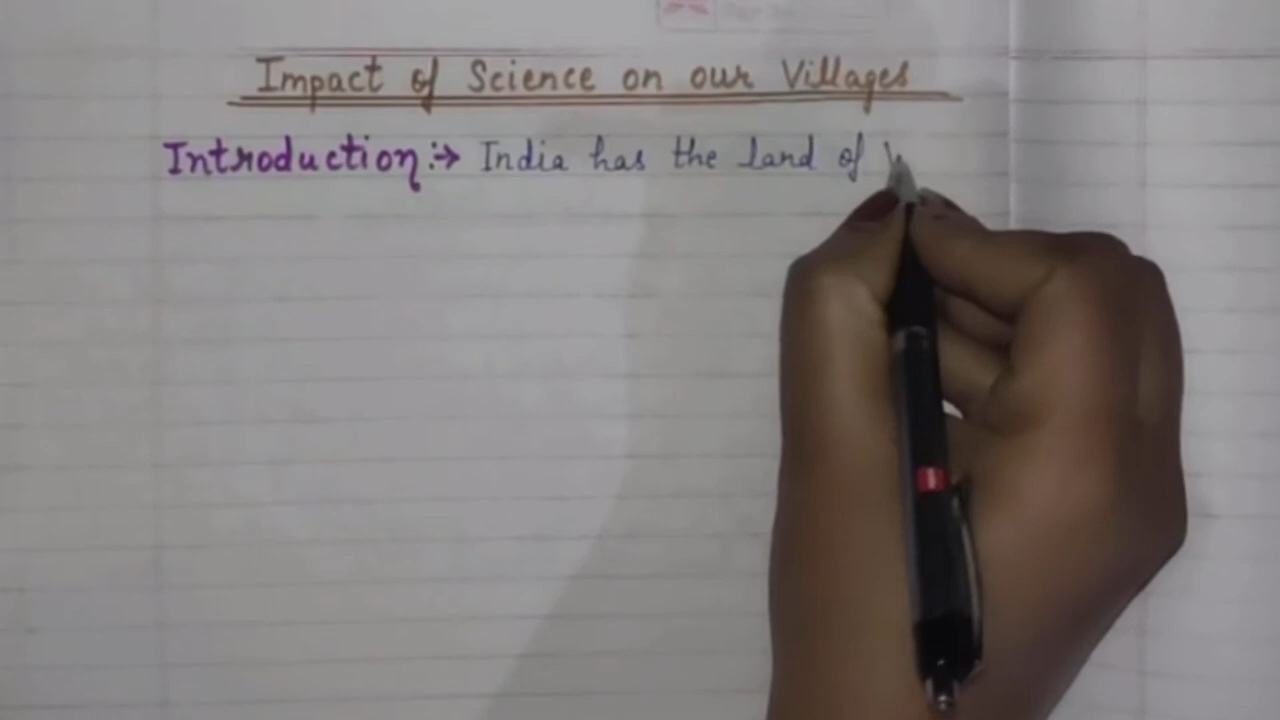 Impact of Science on our Villages
Introduction:→ India has the land of